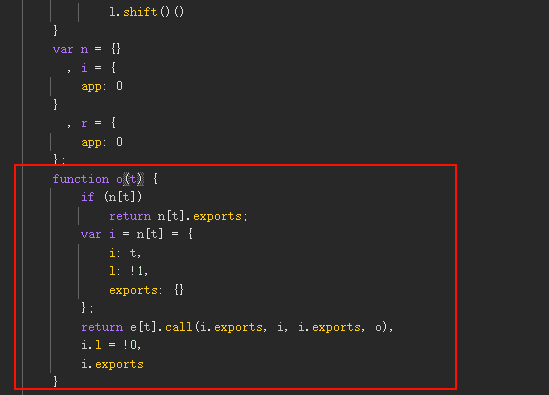 l.shift()()
}
var n = {}
, i = {
app: 0
}
, r = {
app: 0
};
function o(t) {
if (n[t])
return n[t].exports;
var i = n[t] = {
i: t,
l: !1,
exports: {}
};
return e[t].call(i.exports, i, i.exports, o),
i.l = !0,
i.exports
}